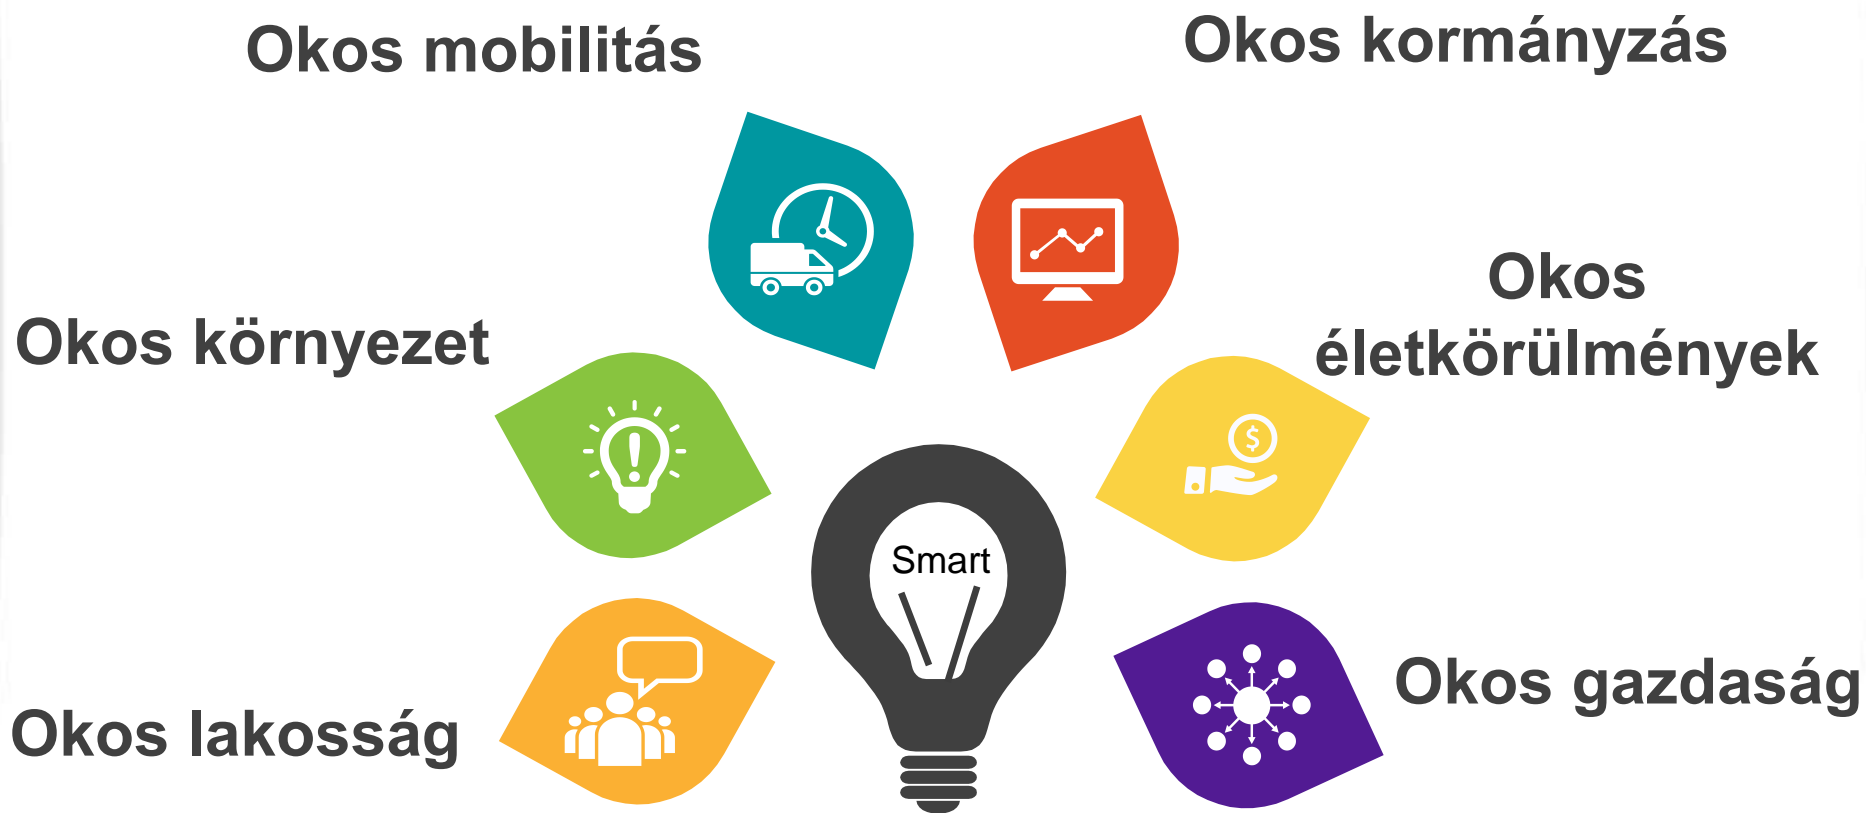 Okos mobilitás
Okos kormányzás
Okos
életkörülmények
Okos környezet
$
Smart
Okos gazdaság
Okos lakosság